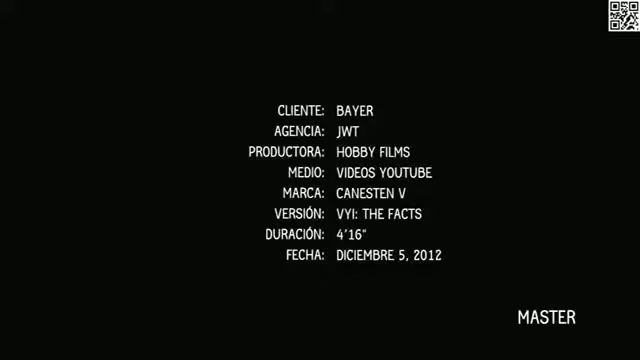 CLIENTE: BAYER
AGENCIA: JWT
PRODUCTORA: HOBBY FILMS
MEDIO: VIDEOS YOUTUBE
MARCA: CANESTEN V
VERSIÓN: VYI: THE FACTS
DURACIÓN: 4'16"
FECHA: DICIEMBRE 5, 2012
MASTER